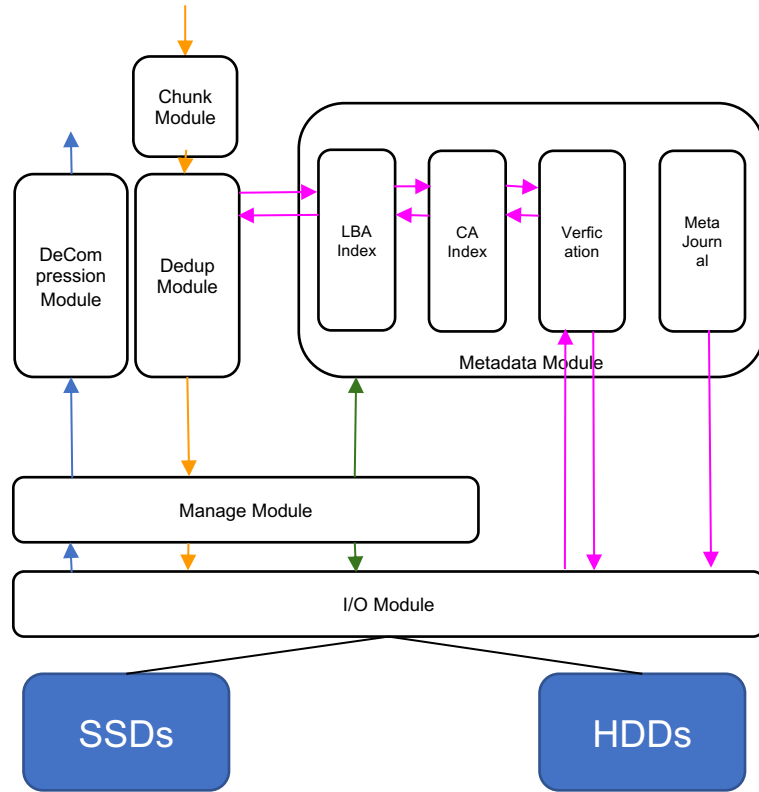 Chunk
Module
DeCom
pression
Module
Dedup
Module
LBA
Index
CA
Index
Verfic
ation
Meta
Journ
al
Metadata Module
Manage Module
I/O Module
SSDs
HDDs